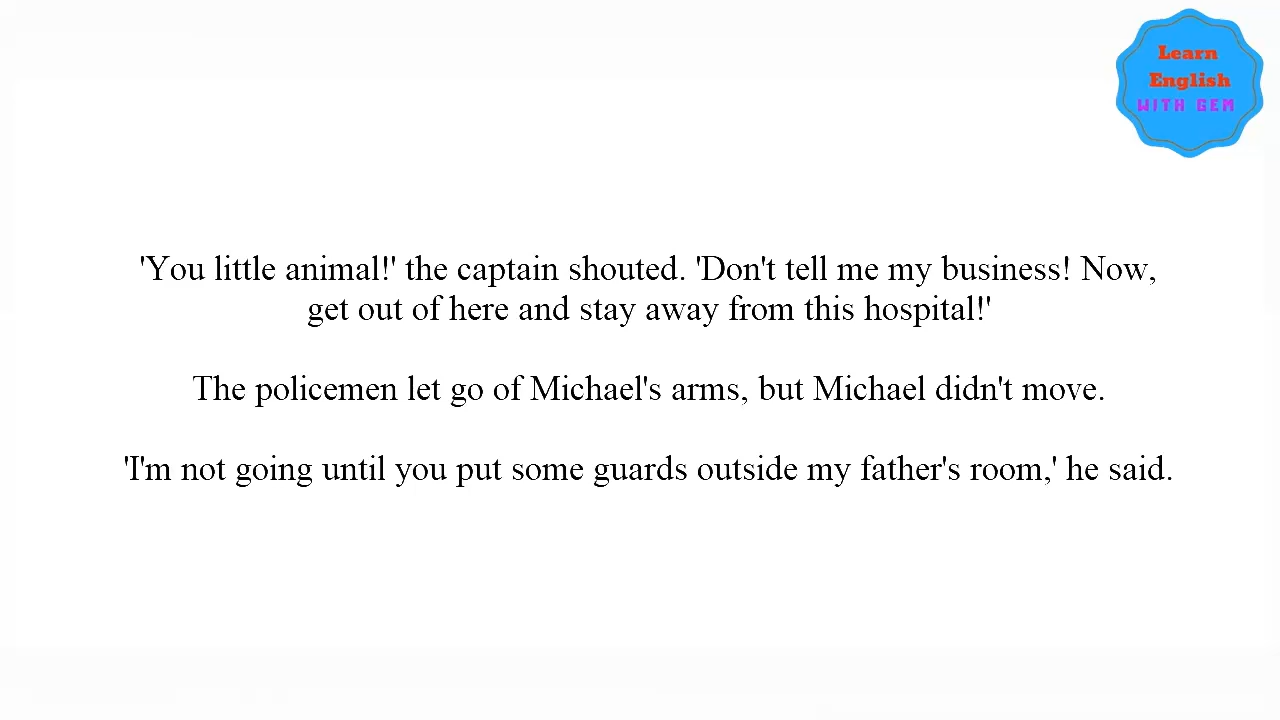 Learn
English
WITH GEM
'You little animal!' the captain shouted. 'Don't tell me my business! Now,
get out of here and stay away from this hospital!'
The policemen let go of Michael's arms, but Michael didn't move.
'I'm not going until you put some guards outside my father's room,' he said.